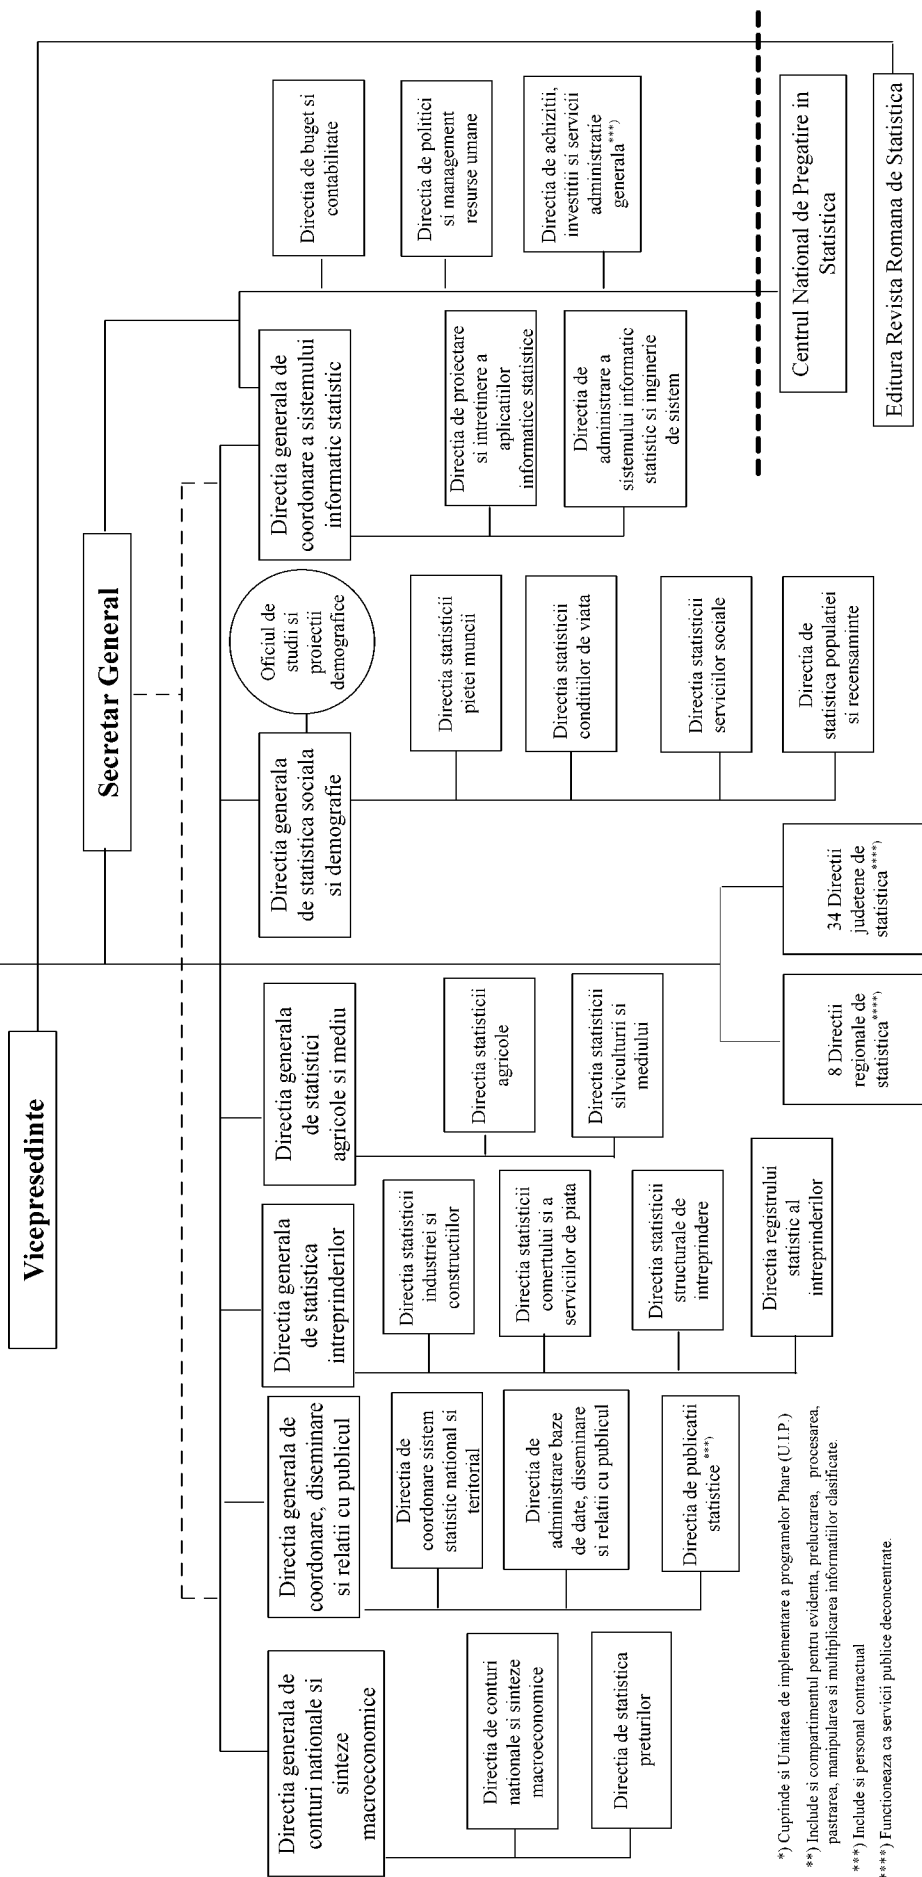 Vicepresedinte
Secretar General
Directia generala de
conturi nationale si
sinteze
macroeconomice
Directia de conturi
nationale si sinteze
macroeconomice
Directia de statistica
preturilor
Directia generala de
coordonare, diseminare
si relatii cu publicul
Directia de
coordonare sistem
statistic national si
teritorial
Directia de
administrare baze
de date, diseminare
si relatii cu publicul
Directia de publicatii
statistice ***)
Directia generala
de statistica
intreprinderilor
Directia statisticii
industriei si
constructiilor
Directia statisticii
comertului si a
serviciilor de piata
Directia statisticii
structurale de
intreprindere
Directia registrului
statistic al
intreprinderilor
Directia generala
de statistici
agricole si mediu
Directia statisticii
agricole
Directia statisticii
silviculturii si
mediului
8 Directii
regionale de
statistica ****)
34 Directii
judetene de
statistica ****)
Directia generala
de statistica sociala
si demografie
Oficiul de
studii si
proiectii
demografice
Directia statisticii
pietei muncii
Directia statisticii
conditiilor de viata
Directia statisticii
serviciilor sociale
Directia de
statistica populatiei
si recensaminte
Directia generala de
coordonare a sistemului
informatic statistic
Directia de proiectare
si intretinere a
aplicatiilor
informatice statistice
Directia de
administrare a
sistemului informatic
statistic si inginerie
de sistem
Directia de buget si
contabilitate
Directia de politici
si management
resurse umane
Directia de achizitii,
investitii si servicii
administratie
generala ***)
Centrul National de Pregatire in
Statistica
Editura Revista Romana de Statistica
*) Cuprinde si Unitatea de implementare a programelor Phare (U.I.P.)
**) Include si compartimentul pentru evidenta, prelucrarea, procesarea,
pastrarea, manipularea si multiplicarea informatiilor clasificate.
***) Include si personal contractual
****) Functioneaza ca servicii publice deconcentrate.